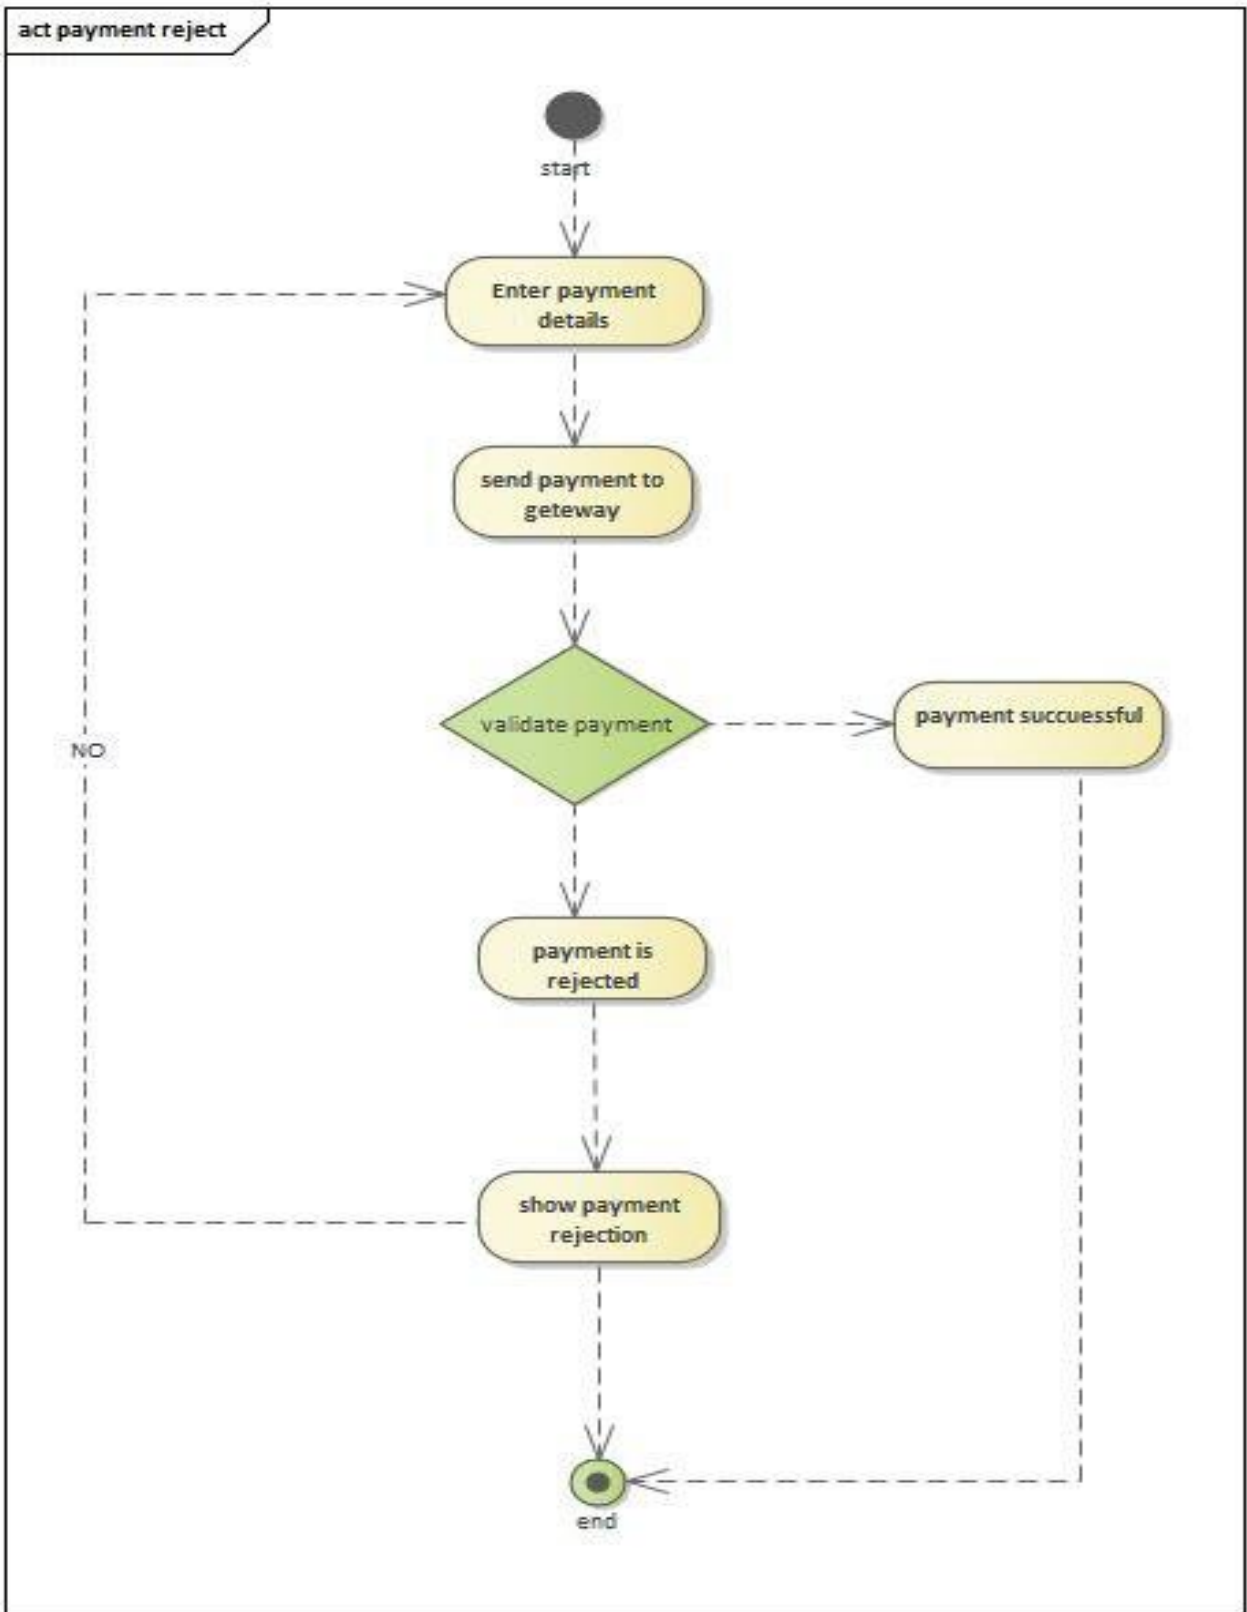 act payment reject
start
Enter payment
details
send payment to
geteway
validate payment
payment succuessful
NO
payment is
rejected
show payment
rejection
end